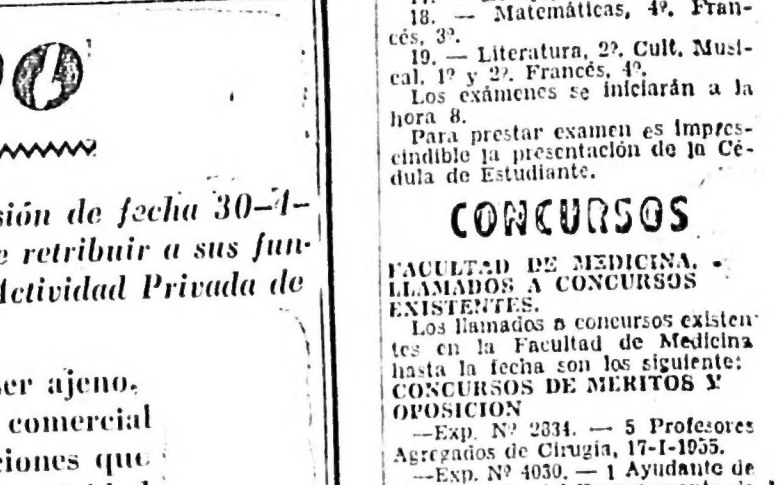 sión de fecha 30-4-
e retribuir a sus fun-
Actividad Privada de
ser ajeno,
comercial
ciones que
18. — Matemáticas, 4º. Fran-
cés, 3º.
19. — Literatura, 2º. Cult. Musi-
cal, 1º y 2º. Francés, 4º.
Los exámenes se iniciarán a la
hora 8.
Para prestar examen es impres-
cindible la presentación de la Cé-
dula de Estudiante.
CONCURSOS
FACULTAD DE MEDICINA. -
LLAMADOS A CONCURSOS
EXISTENTES.
Los llamados a concursos existen-
tes en la Facultad de Medicina
hasta la fecha son los siguiente:
CONCURSOS DE MERITOS Y
OPOSICION
—Exp. Nº 2334. — 5 Profesores
Agregados de Cirugía, 17-I-1955.
—Exp. Nº 4030. — 1 Ayudante de